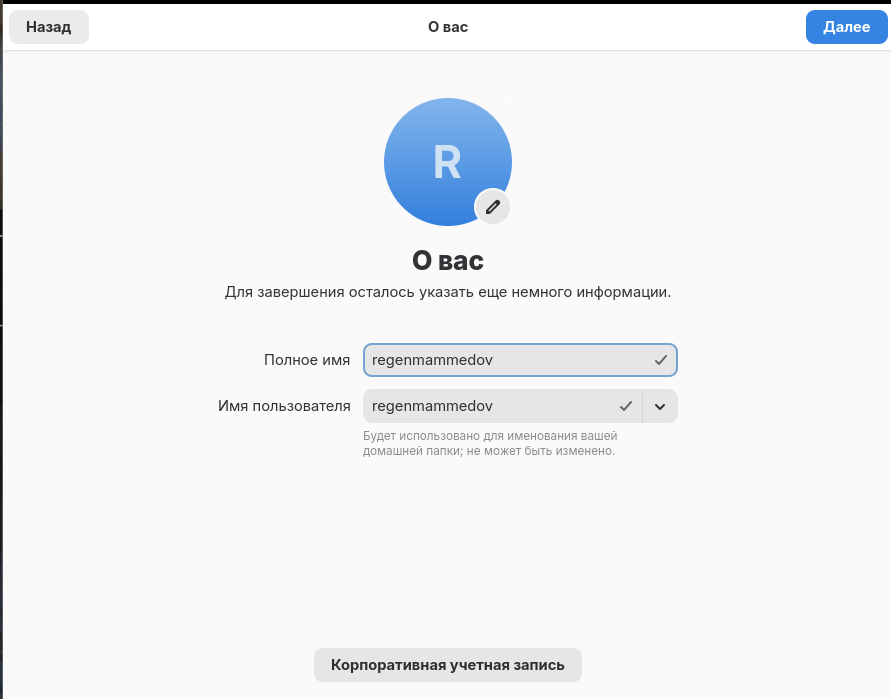 Назад
О вас
Далее
R
О вас
Для завершения осталось указать еще немного информации.
Полное имя regenmammedov
Имя пользователя regenmammedov
Будет использовано для именования вашей
домашней папки; не может быть изменено.
Корпоративная учетная запись